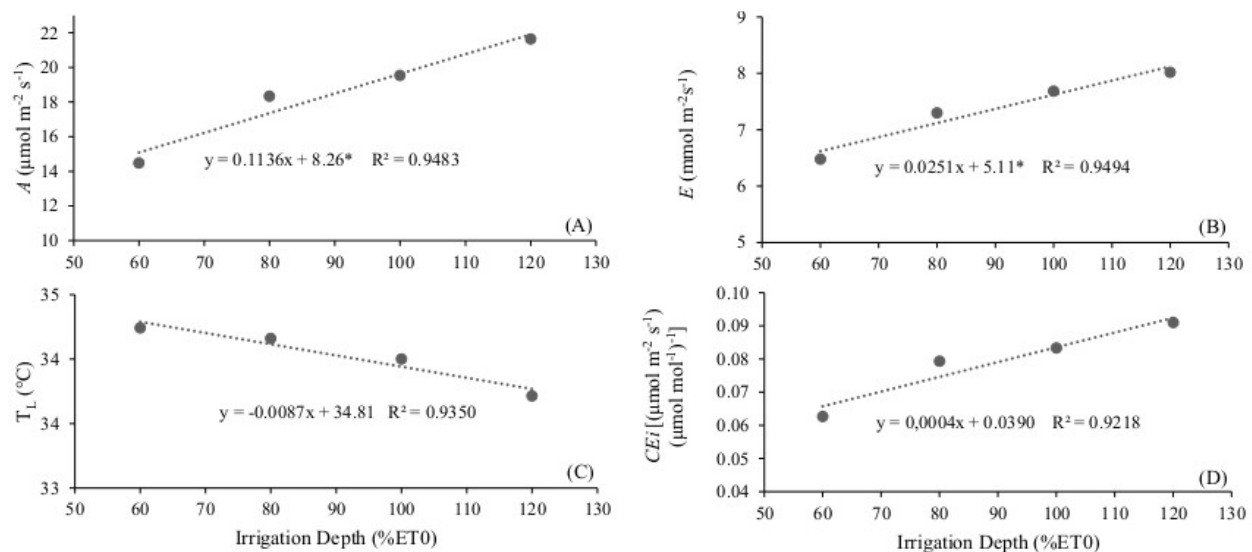 22
20
18
16
14
12
10
A (µmol m⁻² s⁻¹)
y = 0.1136x + 8.26* R² = 0.9483
(A)
50 60 70 80 90 100 110 120 130
9
8
7
6
5
E (mmol m⁻²s⁻¹)
y = 0.0251x + 5.11* R² = 0.9494
(B)
50 60 70 80 90 100 110 120 130
35
34
34
33
T_L (°C)
y = -0.0087x + 34.81 R² = 0.9350
(C)
50 60 70 80 90 100 110 120 130
Irrigation Depth (%ET0)
0.10
0.09
0.08
0.07
0.06
0.05
0.04
CEi [(µmol m⁻² s⁻¹)
(µmol mol⁻¹)⁻¹]
y = 0,0004x + 0.0390 R² = 0.9218
(D)
50 60 70 80 90 100 110 120 130
Irrigation Depth (%ET0)